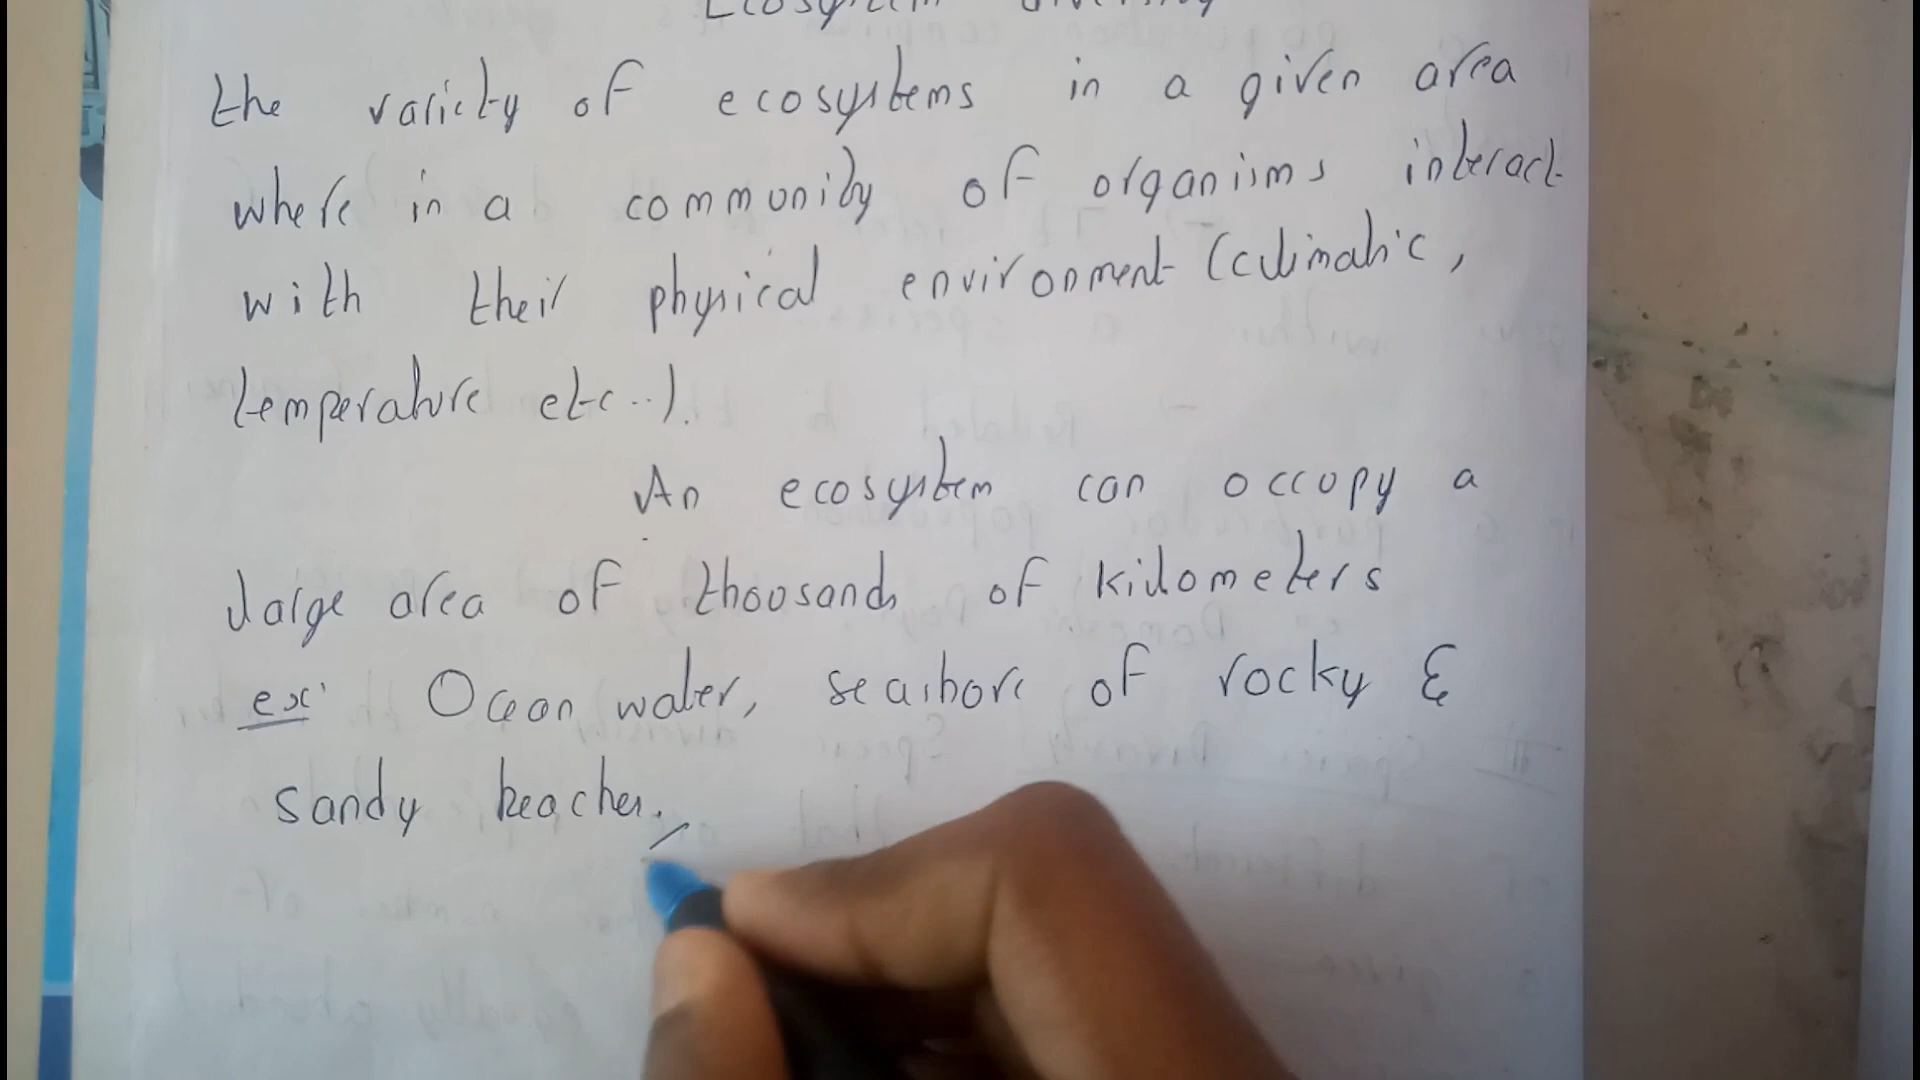 Ecosystem diversity
the variety of ecosystems in a given area
where in a community of organisms interact
with their physical environment (climatic,
temperature etc..).
An ecosystem can occupy a
large area of thousands of kilometers
ex: Ocean water, seashore of rocky &
sandy beaches.